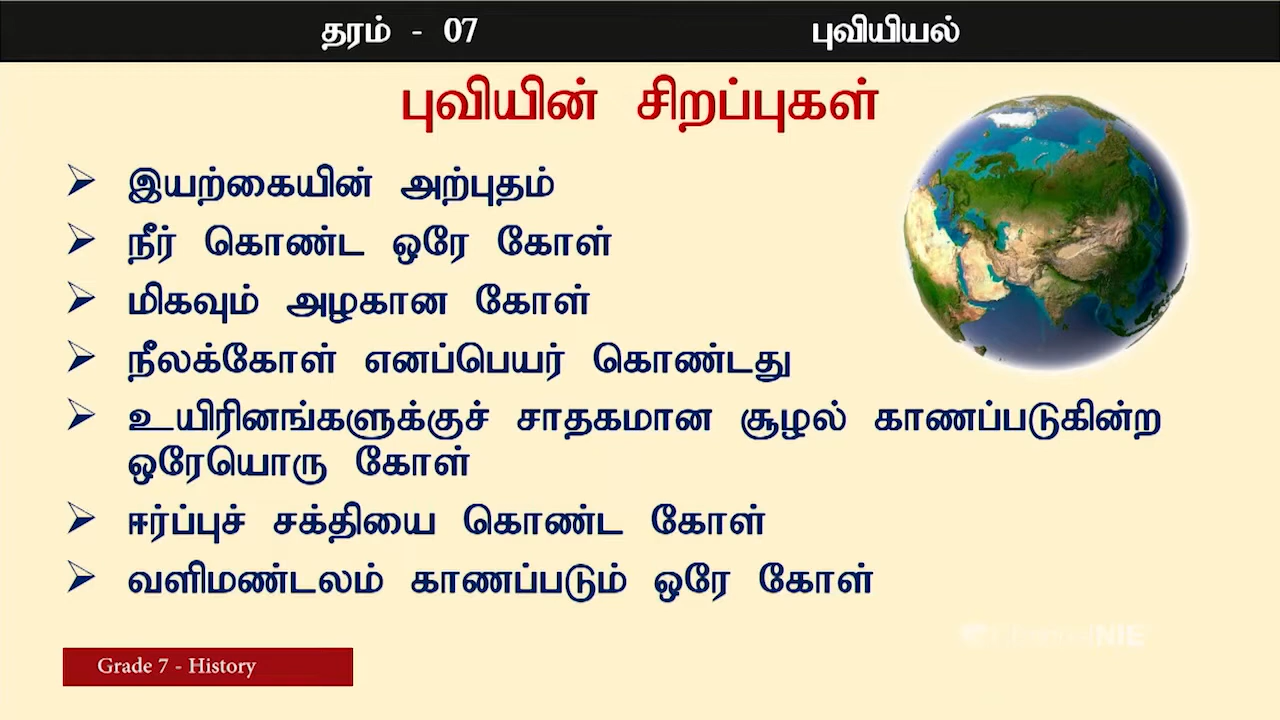 தரம் - 07 புவியியல்
புவியின் சிறப்புகள்
இயற்கையின் அற்புதம்
நீர் கொண்ட ஒரே கோள்
மிகவும் அழகான கோள்
நீலக்கோள் எனப்பெயர் கொண்டது
உயிரினங்களுக்குச் சாதகமான சூழல் காணப்படுகின்ற
ஒரேயொரு கோள்
ஈர்ப்புச் சக்தியை கொண்ட கோள்
வளிமண்டலம் காணப்படும் ஒரே கோள்
NIE
Grade 7 - History